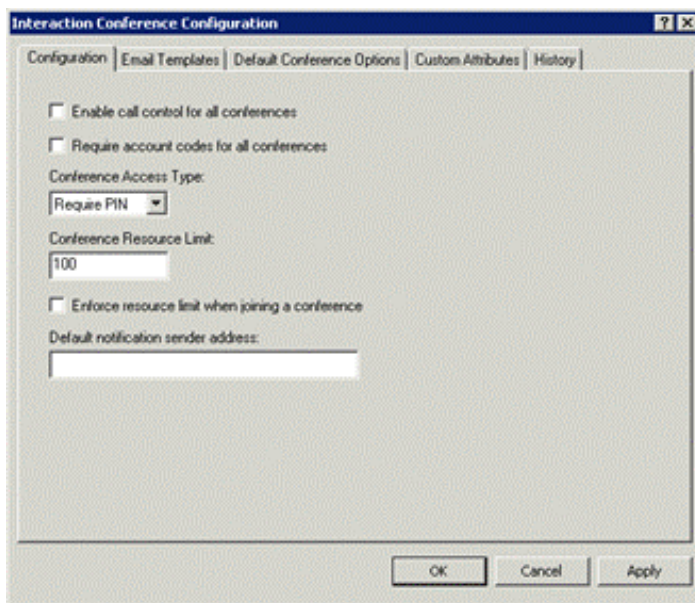 Interaction Conference Configuration
Configuration Email Templates Default Conference Options Custom Attributes History
Enable call control for all conferences
Require account codes for all conferences
Conference Access Type:
Require PIN
Conference Resource Limit:
100
Enforce resource limit when joining a conference
Default notification sender address:
OK Cancel Apply